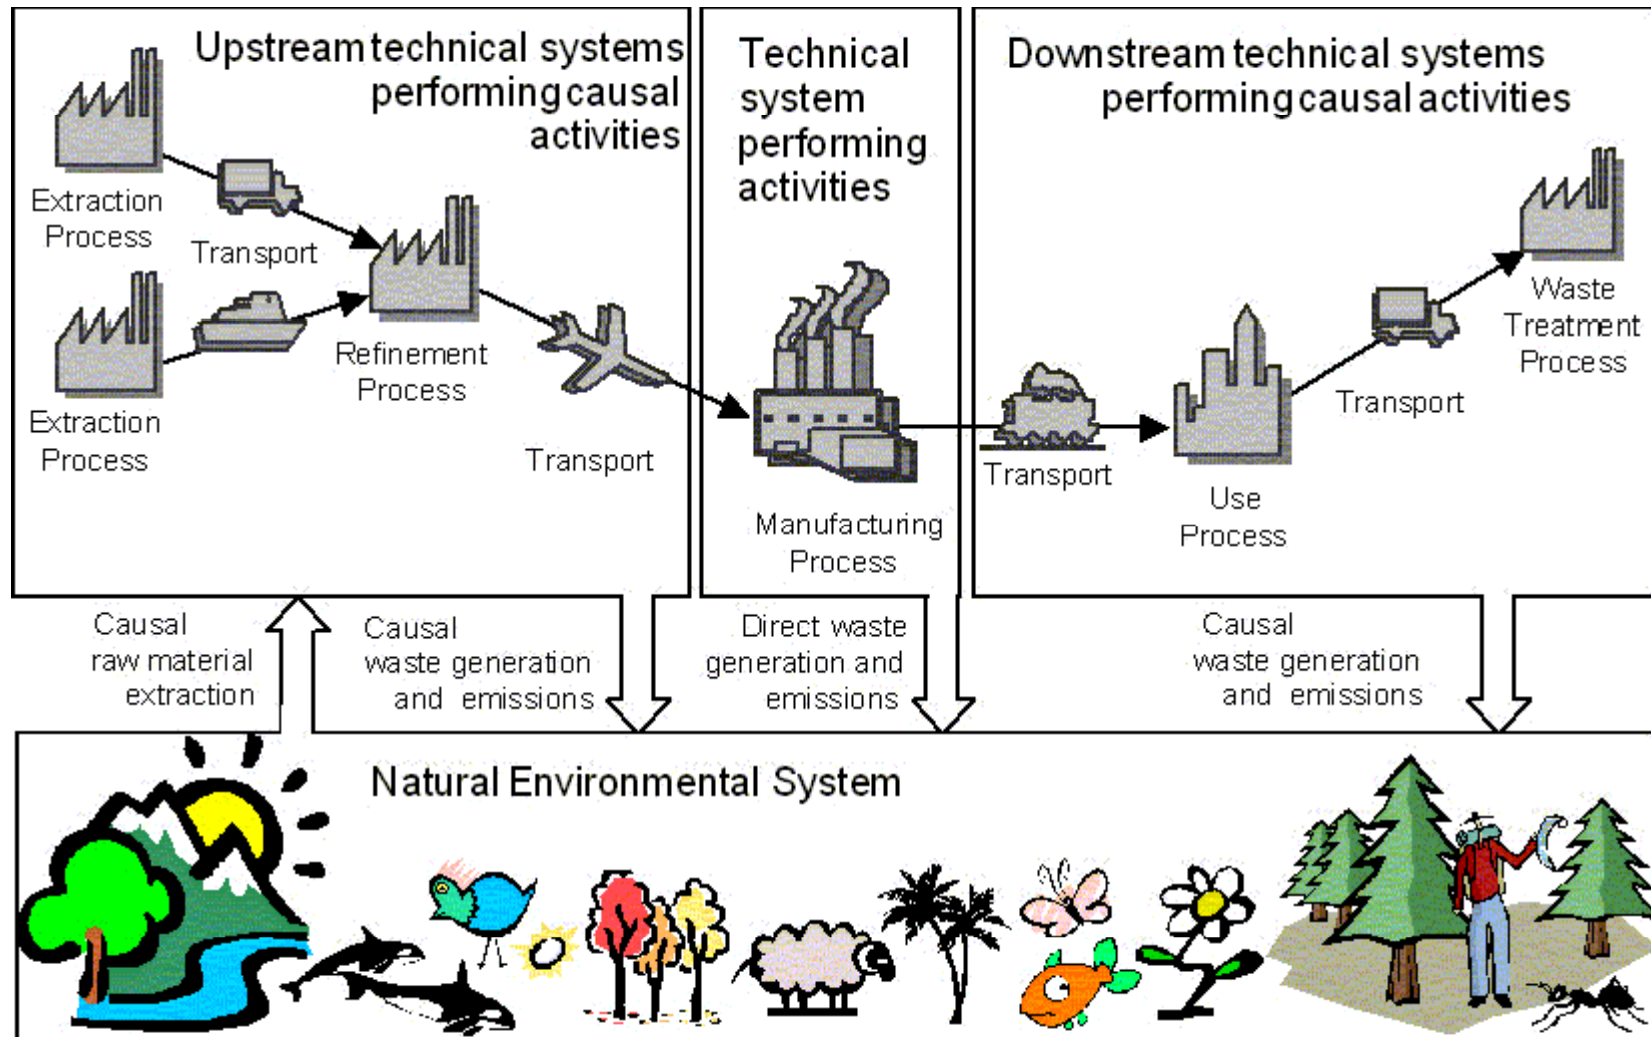 Upstream technical systems
performing causal
activities
Extraction
Process
Transport
Extraction
Process
Refinement
Process
Transport
Technical
system
performing
activities
Manufacturing
Process
Downstream technical systems
performing causal activities
Transport
Use
Process
Transport
Waste
Treatment
Process
Causal
raw material
extraction
Causal
waste generation
and emissions
Direct waste
generation and
emissions
Causal
waste generation
and emissions
Natural Environmental System